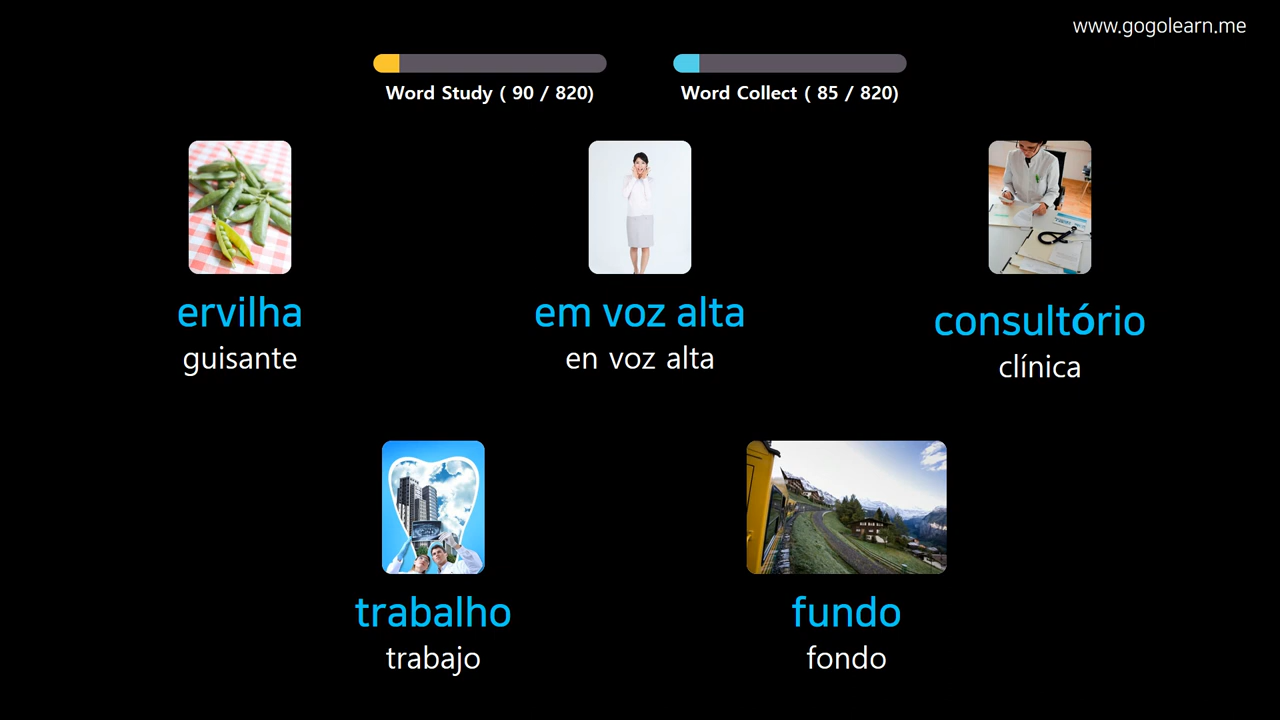 www.gogolearn.me
Word Study ( 90 / 820)
Word Collect ( 85 / 820)
ervilha
guisante
em voz alta
en voz alta
consultório
clínica
trabalho
trabajo
fundo
fondo